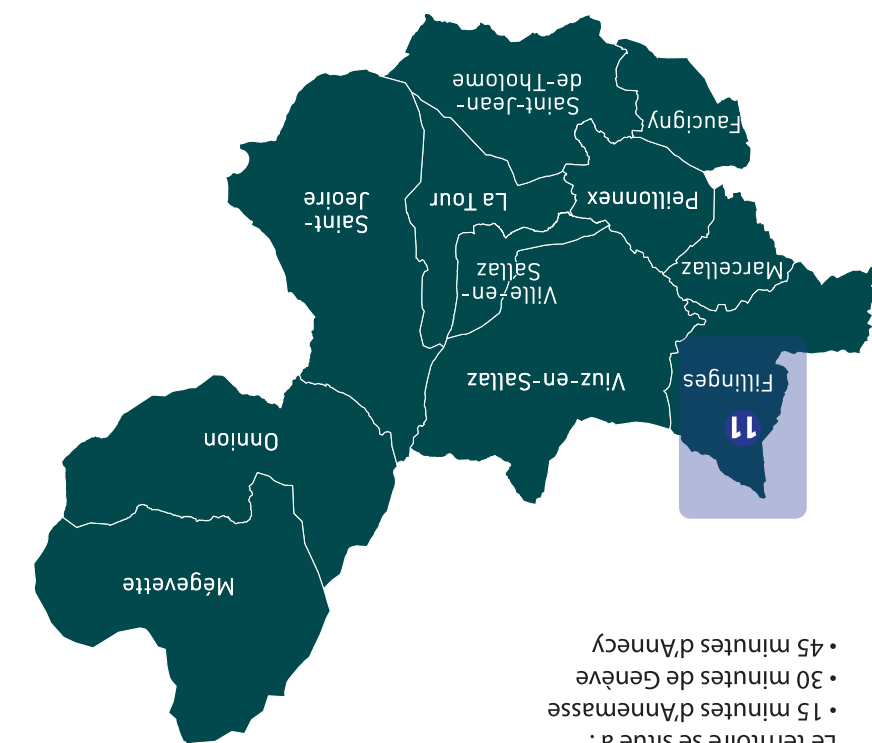 Le territoire se situe à :
• 15 minutes d'Annemasse
• 30 minutes de Genève
• 45 minutes d'Annecy
Mégevette
Onnion
11
Fillinges
Viuz-en-Sallaz
Ville-en-
Sallaz
Marcellaz
Saint-
Jeoire
Peillonnex
La Tour
Faucigny
Saint-Jean-
de-Tholome